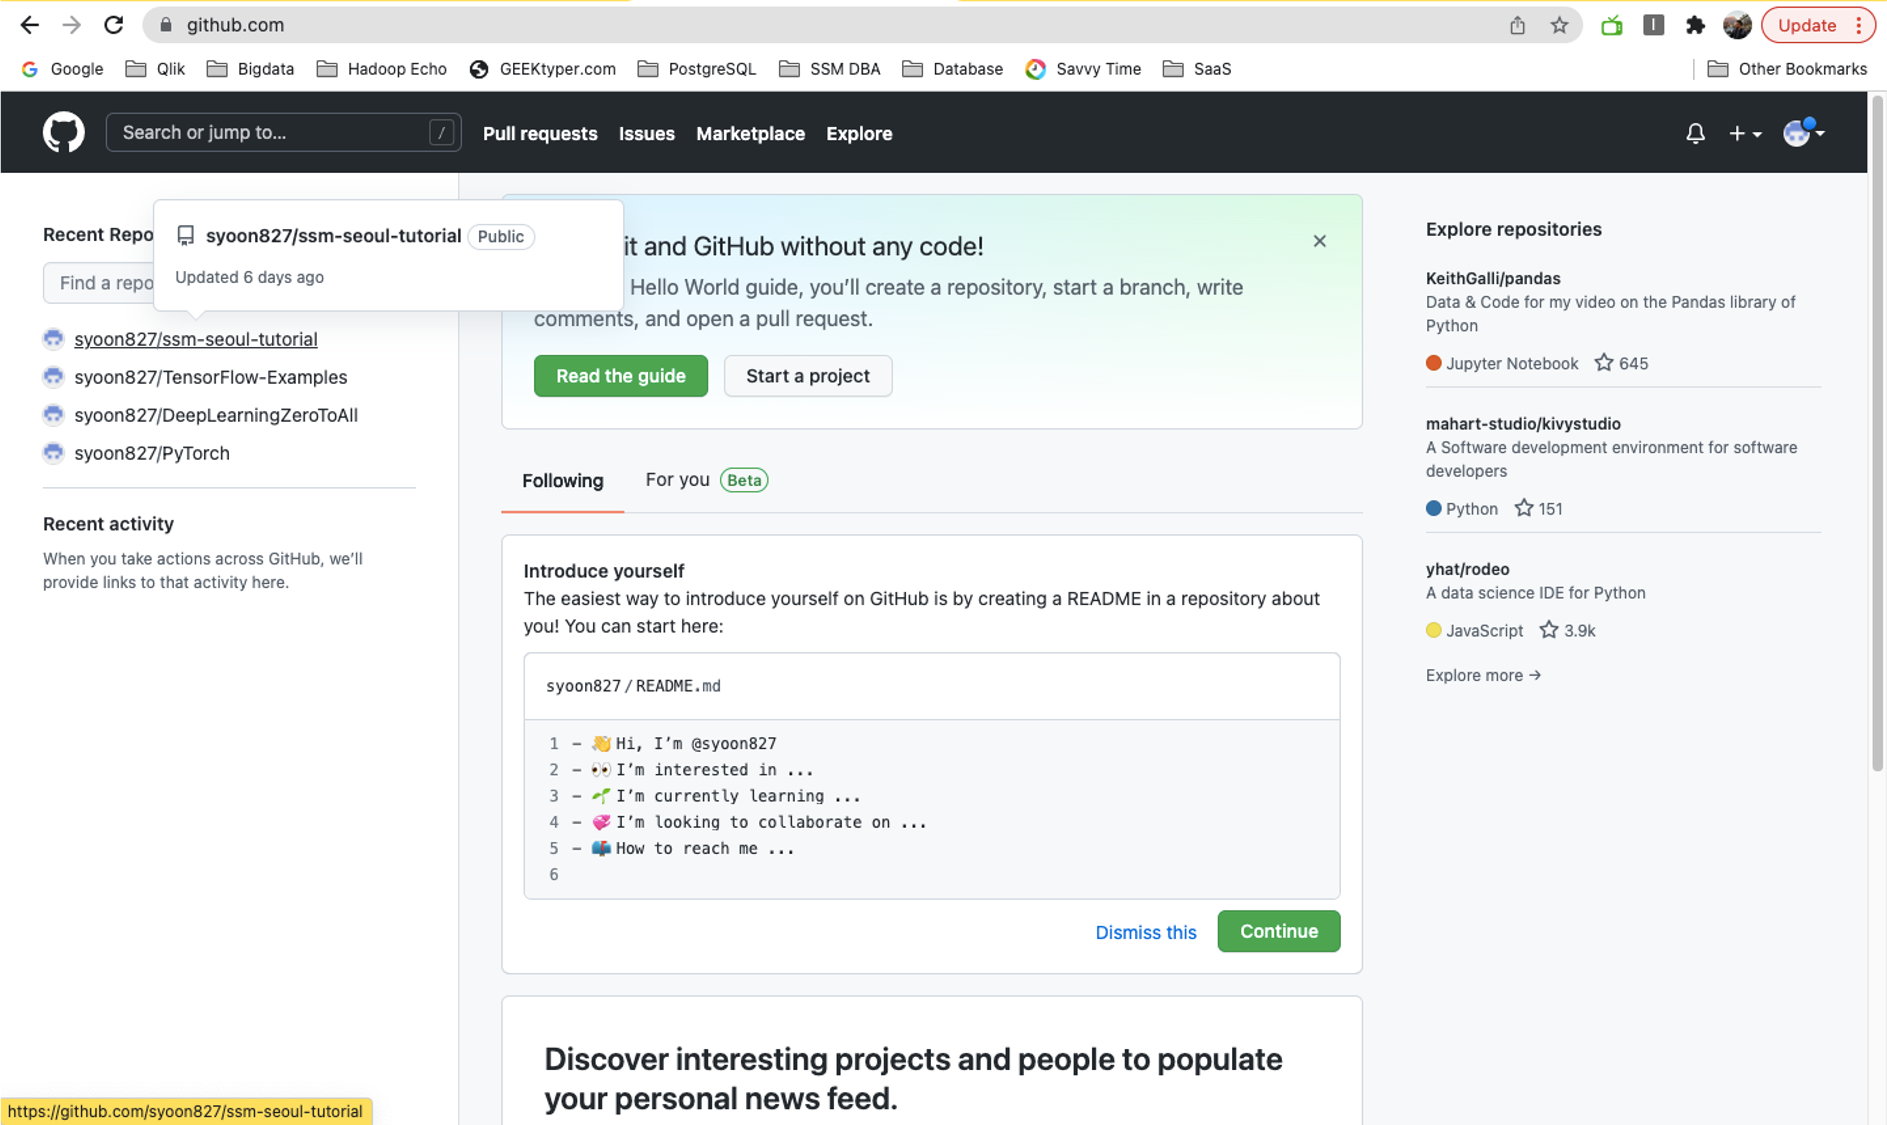 github.com
Update
Google
Qlik
Bigdata
Hadoop Echo
GEEKtyper.com
PostgreSQL
SSM DBA
Database
Savvy Time
SaaS
Other Bookmarks
Search or jump to... /
Pull requests
Issues
Marketplace
Explore
Recent Repo
syoon827/ssm-seoul-tutorial Public
Updated 6 days ago
Find a repo
syoon827/ssm-seoul-tutorial
syoon827/TensorFlow-Examples
syoon827/DeepLearningZeroToAll
syoon827/PyTorch
Recent activity
When you take actions across GitHub, we’ll
provide links to that activity here.
it and GitHub without any code!
Hello World guide, you’ll create a repository, start a branch, write
comments, and open a pull request.
Read the guide
Start a project
Following
For you Beta
Introduce yourself
The easiest way to introduce yourself on GitHub is by creating a README in a repository about
you! You can start here:
syoon827/README.md
1 - 👋 Hi, I’m @syoon827
2 - 👀 I’m interested in ...
3 - 🌱 I’m currently learning ...
4 - 💞️ I’m looking to collaborate on ...
5 - 📫 How to reach me ...
6
Dismiss this
Continue
Discover interesting projects and people to populate
your personal news feed.
Explore repositories
KeithGalli/pandas
Data & Code for my video on the Pandas library of
Python
Jupyter Notebook 645
mahart-studio/kivystudio
A Software development environment for software
developers
Python 151
yhat/rodeo
A data science IDE for Python
JavaScript 3.9k
Explore more →
https://github.com/syoon827/ssm-seoul-tutorial